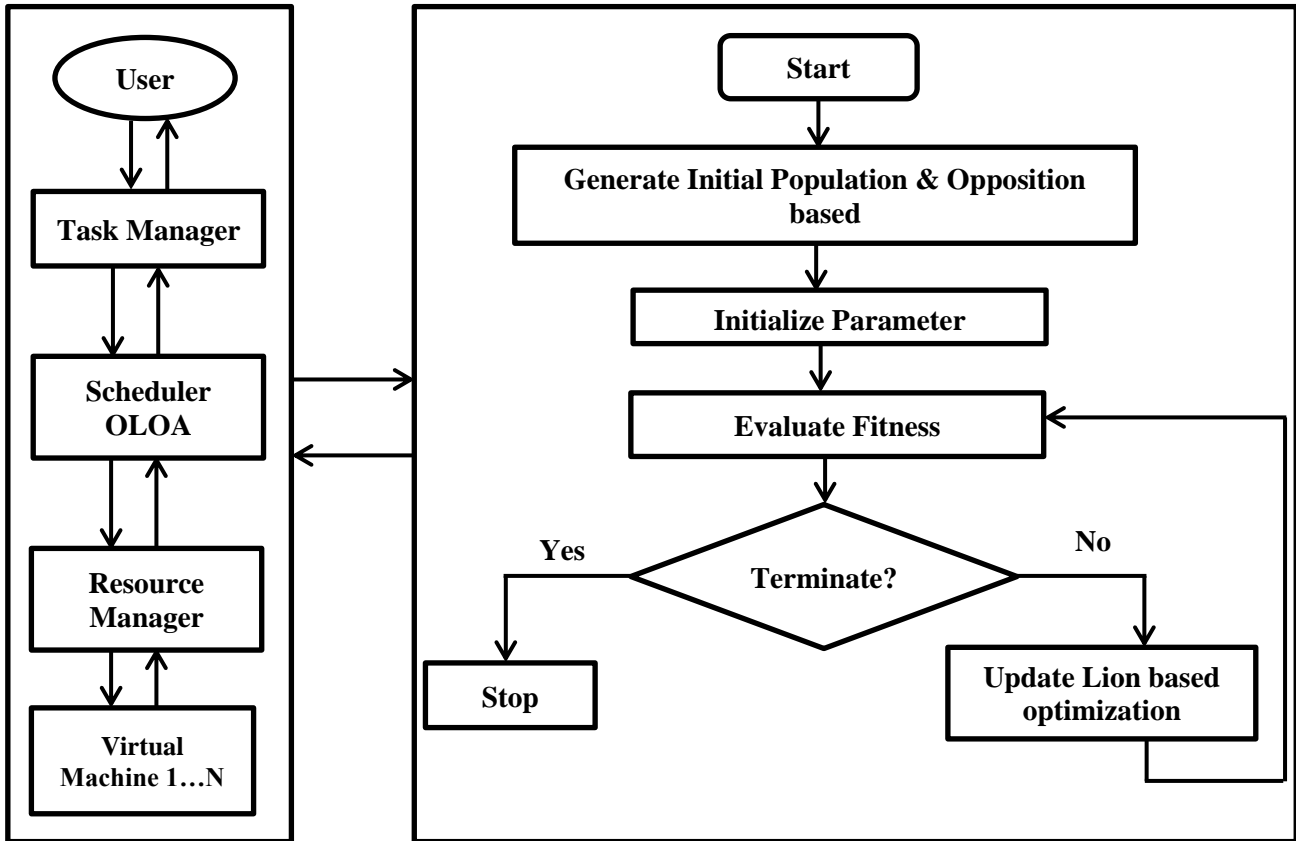 User
Task Manager
Scheduler
OLOA
Resource
Manager
Virtual
Machine 1…N
Start
Generate Initial Population & Opposition
based
Initialize Parameter
Evaluate Fitness
Terminate?
Yes
No
Stop
Update Lion based
optimization